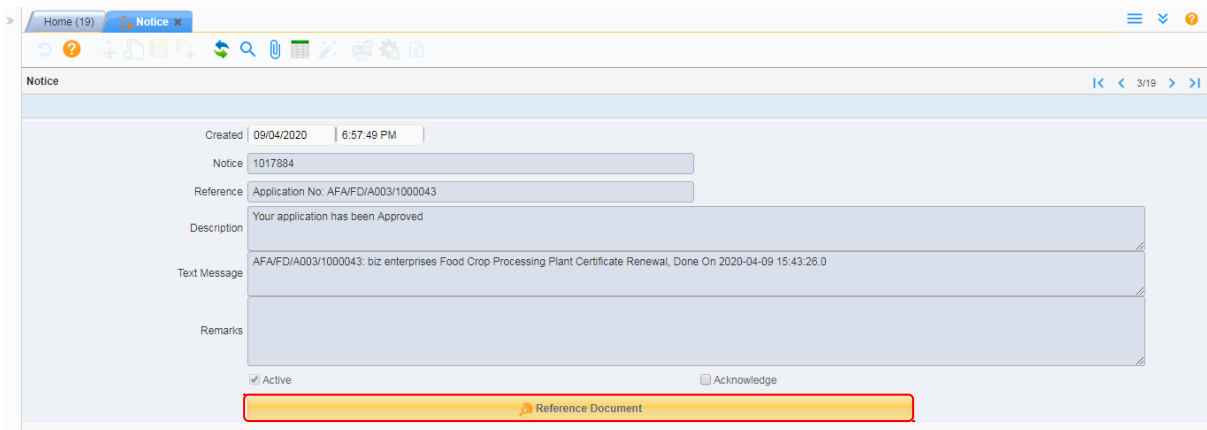 Home (19) Notice
Notice 3/19
Created 09/04/2020 6:57:49 PM
Notice 1017884
Reference Application No: AFA/FD/A003/1000043
Description Your application has been Approved
Text Message AFA/FD/A003/1000043: biz enterprises Food Crop Processing Plant Certificate Renewal, Done On 2020-04-09 15:43:26.0
Remarks
Active Acknowledge
Reference Document